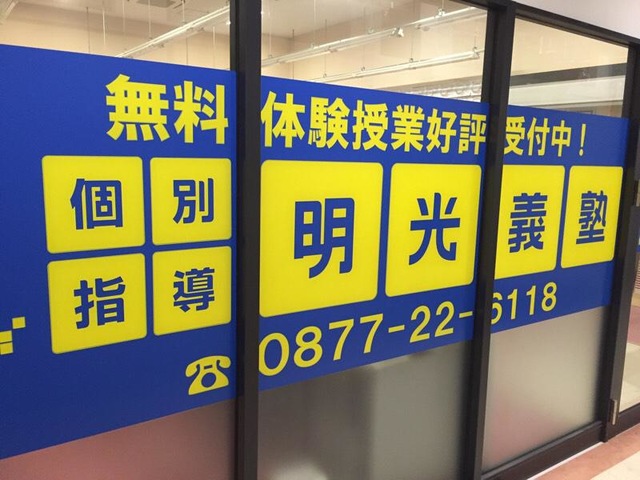 無料 体験授業好評受付中！
個別
指導
明光義塾
0877-22-6118